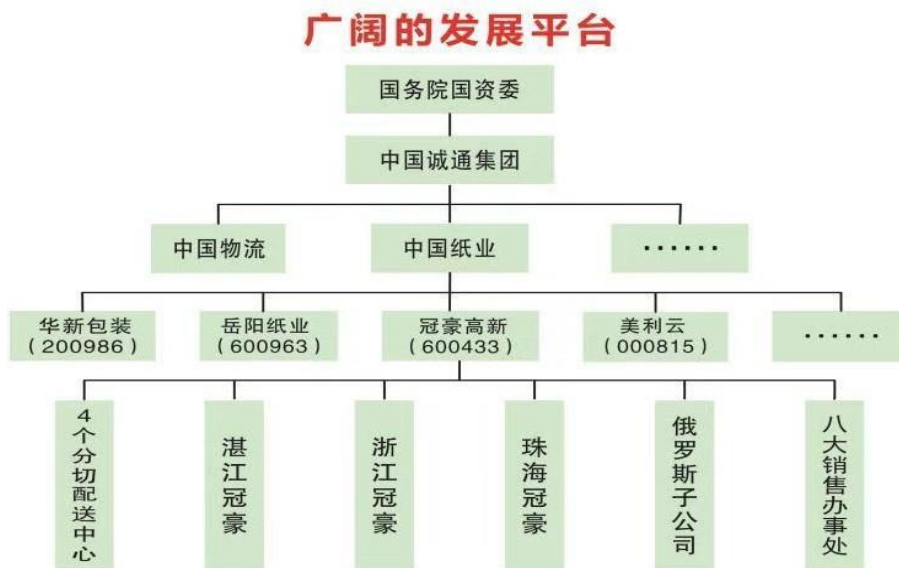 广阔的发展平台
国务院国资委
中国诚通集团
中国物流
中国纸业
······
华新包装
(200986)
岳阳纸业
(600963)
冠豪高新
(600433)
美利云
(000815)
······
4个分切配送中心
湛江冠豪
浙江冠豪
珠海冠豪
俄罗斯子公司
八大销售办事处